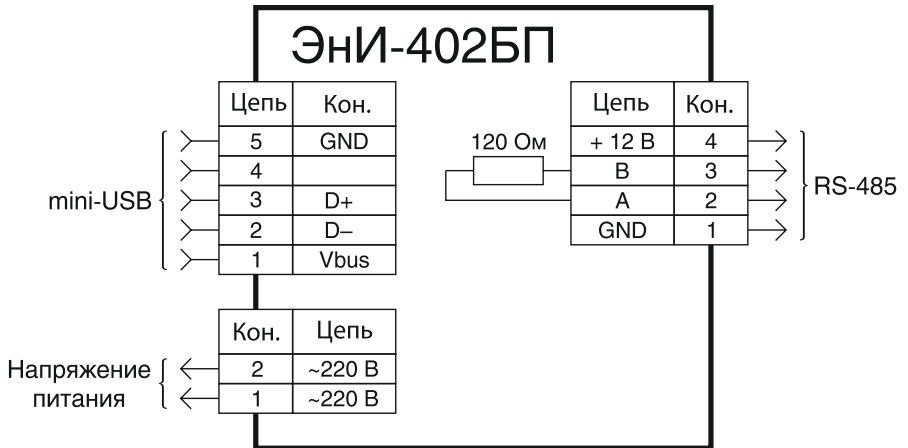 ЭнИ-402БП
Цепь Кон.
5 GND
4
3 D+
2 D–
1 Vbus
mini-USB
Кон. Цепь
2 ~220 В
1 ~220 В
Напряжение
питания
120 Ом
Цепь Кон.
+ 12 В 4
B 3
A 2
GND 1
RS-485